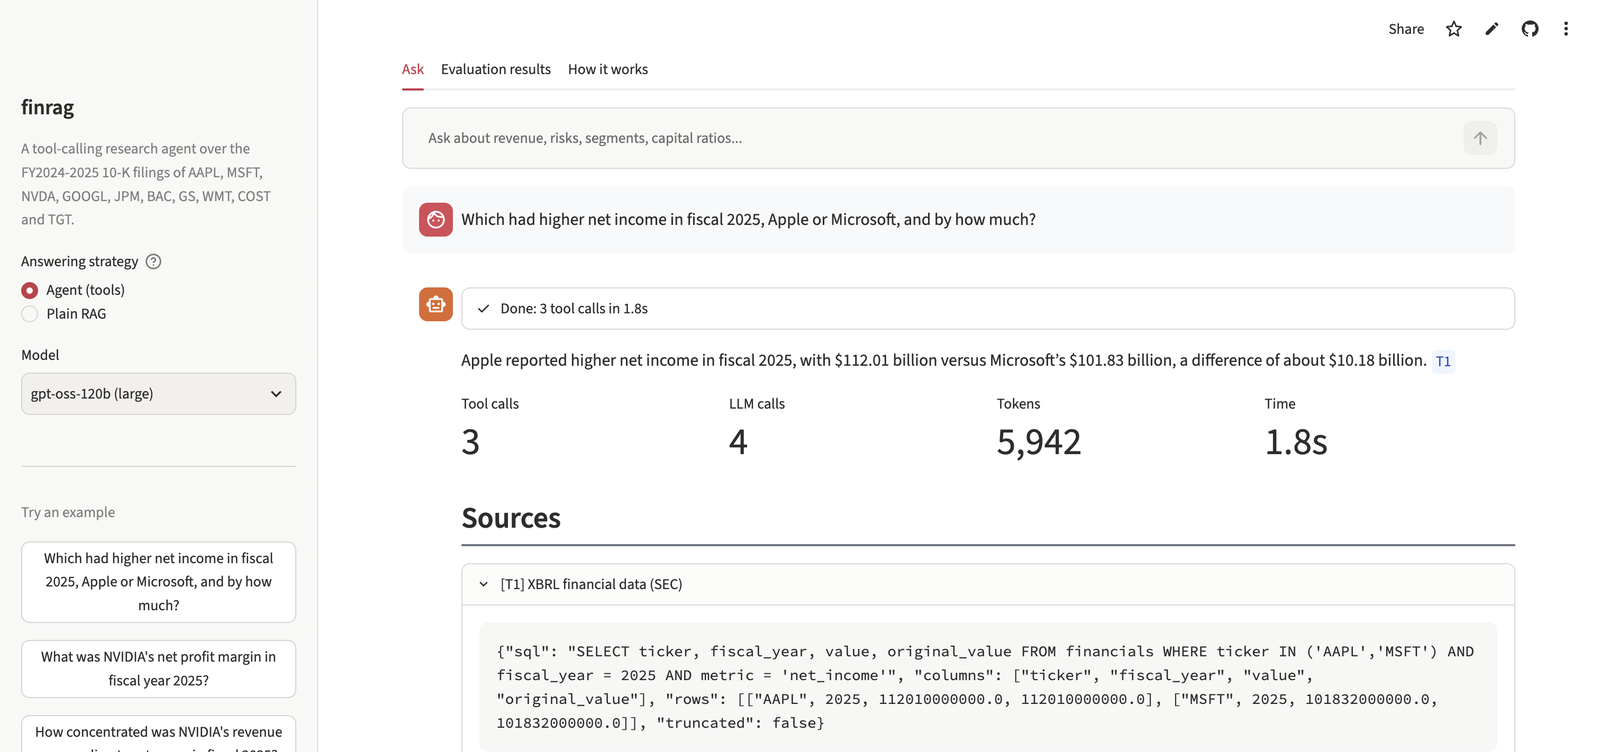 Share
finrag
A tool-calling research agent over the
FY2024-2025 10-K filings of AAPL, MSFT,
NVDA, GOOGL, JPM, BAC, GS, WMT, COST
and TGT.
Answering strategy
Agent (tools)
Plain RAG
Model
gpt-oss-120b (large)
Try an example
Which had higher net income in fiscal
2025, Apple or Microsoft, and by how
much?
What was NVIDIA's net profit margin in
fiscal year 2025?
How concentrated was NVIDIA's revenue
Ask Evaluation results How it works
Ask about revenue, risks, segments, capital ratios...
Which had higher net income in fiscal 2025, Apple or Microsoft, and by how much?
Done: 3 tool calls in 1.8s
Apple reported higher net income in fiscal 2025, with $112.01 billion versus Microsoft’s $101.83 billion, a difference of about $10.18 billion. T1
Tool calls LLM calls Tokens Time
3 4 5,942 1.8s
Sources
[T1] XBRL financial data (SEC)
{"sql": "SELECT ticker, fiscal_year, value, original_value FROM financials WHERE ticker IN ('AAPL','MSFT') AND
fiscal_year = 2025 AND metric = 'net_income'", "columns": ["ticker", "fiscal_year", "value",
"original_value"], "rows": [["AAPL", 2025, 112010000000.0, 112010000000.0], ["MSFT", 2025, 101832000000.0,
101832000000.0]], "truncated": false}